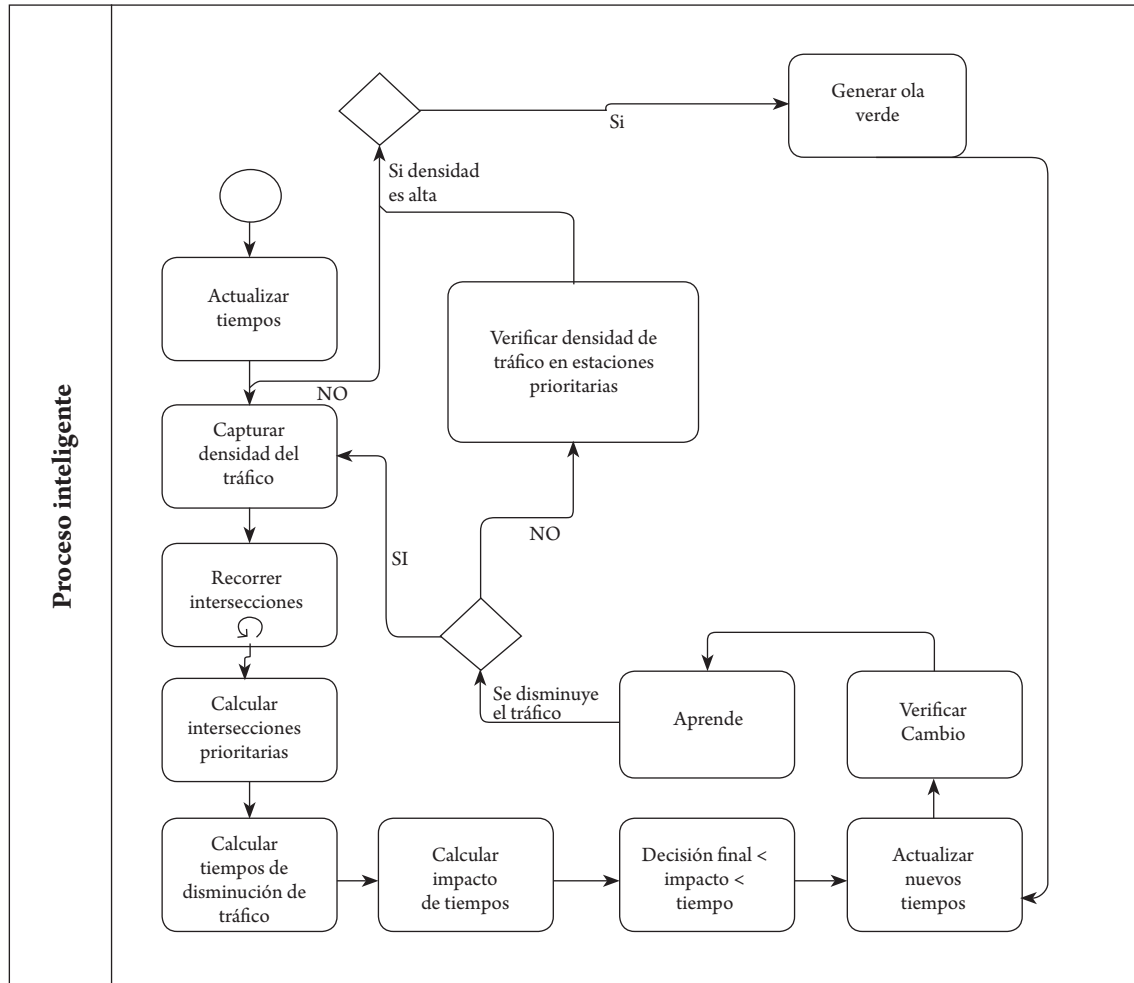 Proceso inteligente
Generar ola
verde
Si
Si densidad
es alta
Actualizar
tiempos
Verificar densidad de
tráfico en estaciones
prioritarias
NO
Capturar
densidad del
tráfico
NO
SI
Recorrer
intersecciones
Se disminuye
el tráfico
Aprende
Verificar
Cambio
Calcular
intersecciones
prioritarias
Calcular
tiempos de
disminución de
tráfico
Calcular
impacto
de tiempos
Decisión final <
impacto <
tiempo
Actualizar
nuevos
tiempos